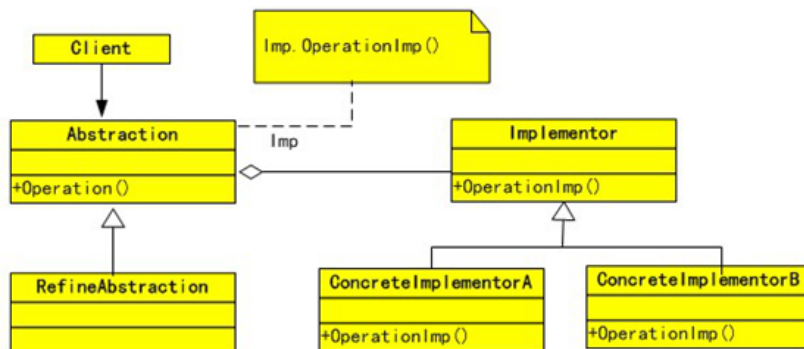 Client
Imp.OperationImp()
Abstraction
Imp
Implementor
+Operation()
+OperationImp()
RefineAbstraction
ConcreteImplementorA
ConcreteImplementorB
+OperationImp()
+OperationImp()